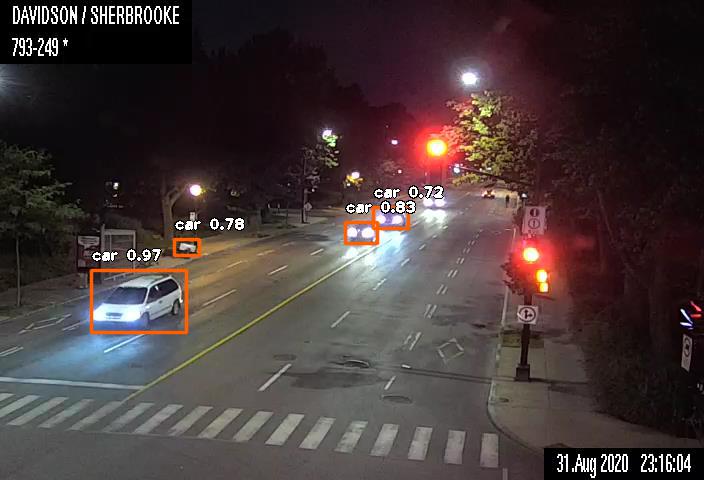 DAVIDSON / SHERBROOKE
793-249 *
car 0.72
car 0.83
car 0.78
car 0.97
31.Aug 2020 23:16:04